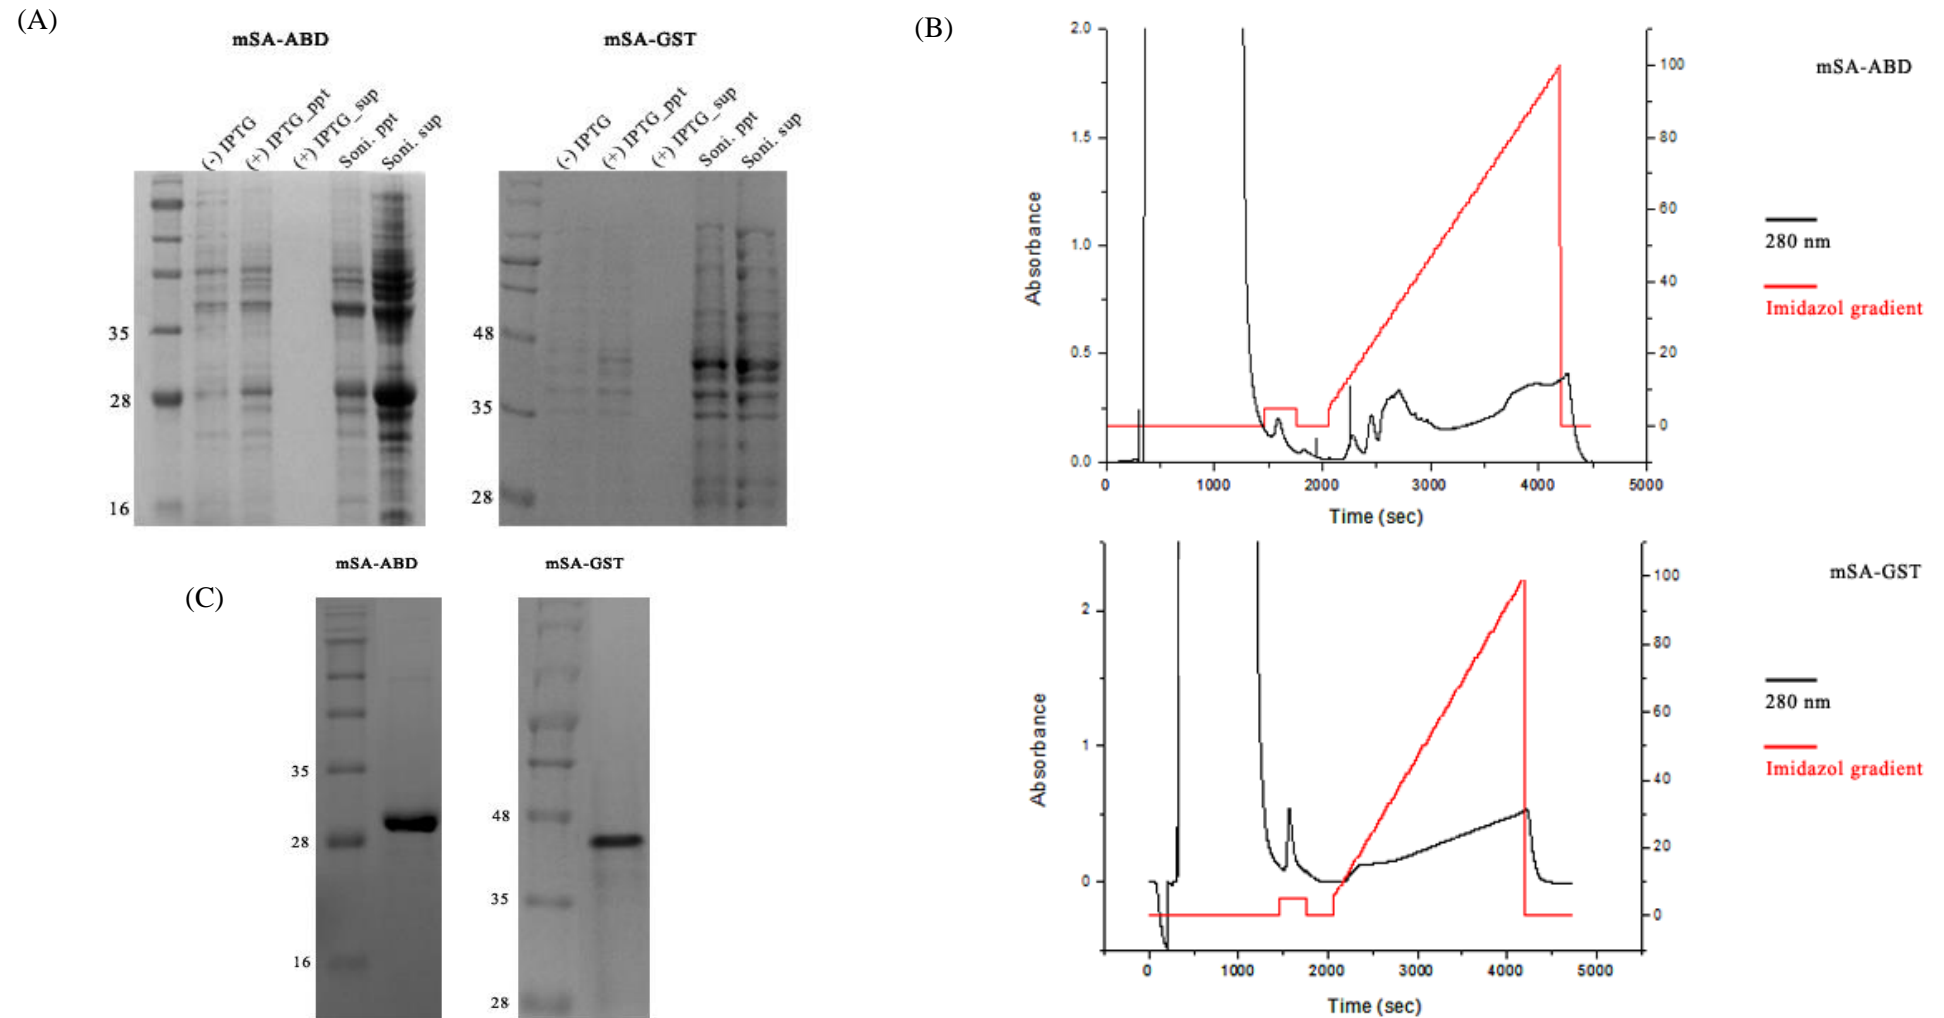 (A)
mSA-ABD
mSA-GST
(-) IPTG
(+) IPTG_ppt
(+) IPTG_sup
Soni. ppt
Soni. sup
(-) IPTG
(+) IPTG_ppt
(+) IPTG_sup
Soni. ppt
Soni. sup
35
28
16
48
35
28
(B)
2.0
1.5
1.0
0.5
0.0
Absorbance
100
80
60
40
20
0
0 1000 2000 3000 4000 5000
Time (sec)
mSA-ABD
280 nm
Imidazol gradient
2
1
0
Absorbance
100
80
60
40
20
0
0 1000 2000 3000 4000 5000
Time (sec)
mSA-GST
280 nm
Imidazol gradient
(C)
mSA-ABD
mSA-GST
35
28
16
48
35
28